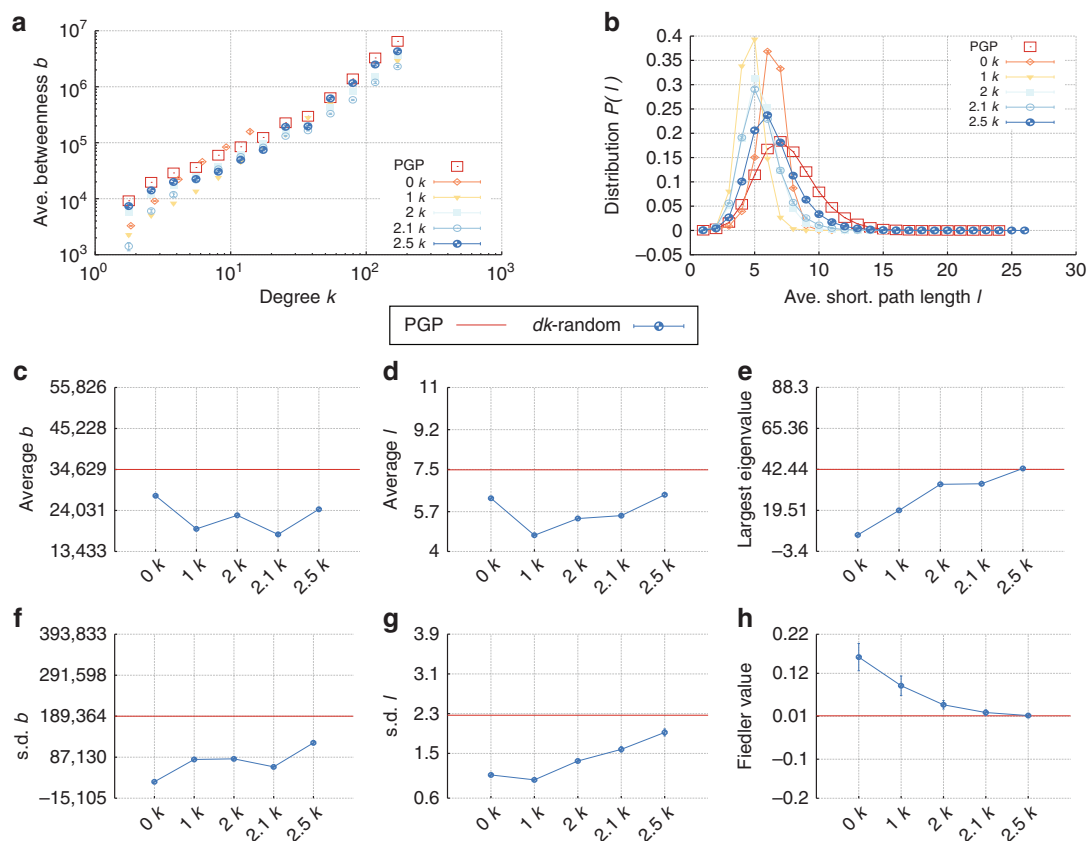 a
10^7
10^6
10^5
10^4
10^3
Ave. betweenness b
10^0
10^1
10^2
10^3
Degree k
PGP
0 k
1 k
2 k
2.1 k
2.5 k
b
0.4
0.35
0.3
0.25
0.2
0.15
0.1
0.05
0
−0.05
Distribution P( l )
0
5
10
15
20
25
30
Ave. short. path length l
PGP
0 k
1 k
2 k
2.1 k
2.5 k
PGP
dk-random
c
55,826
45,228
34,629
24,031
13,433
Average b
0 k
1 k
2 k
2.1 k
2.5 k
d
11
9.2
7.5
5.7
4
Average l
0 k
1 k
2 k
2.1 k
2.5 k
e
88.3
65.36
42.44
19.51
−3.4
Largest eigenvalue
0 k
1 k
2 k
2.1 k
2.5 k
f
393,833
291,598
189,364
87,130
−15,105
s.d. b
0 k
1 k
2 k
2.1 k
2.5 k
g
3.9
3.1
2.3
1.5
0.6
s.d. l
0 k
1 k
2 k
2.1 k
2.5 k
h
0.22
0.12
0.01
−0.1
−0.2
Fiedler value
0 k
1 k
2 k
2.1 k
2.5 k